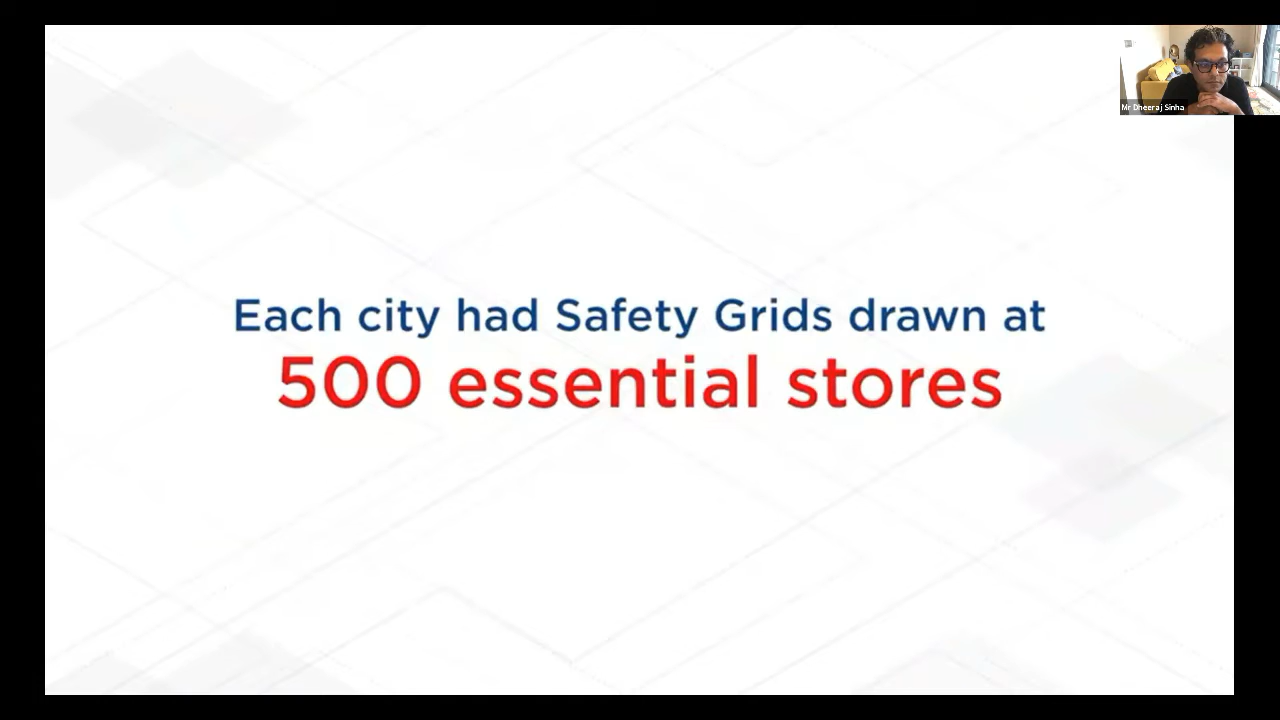 Mr Dheeraj Sinha
Each city had Safety Grids drawn at
500 essential stores